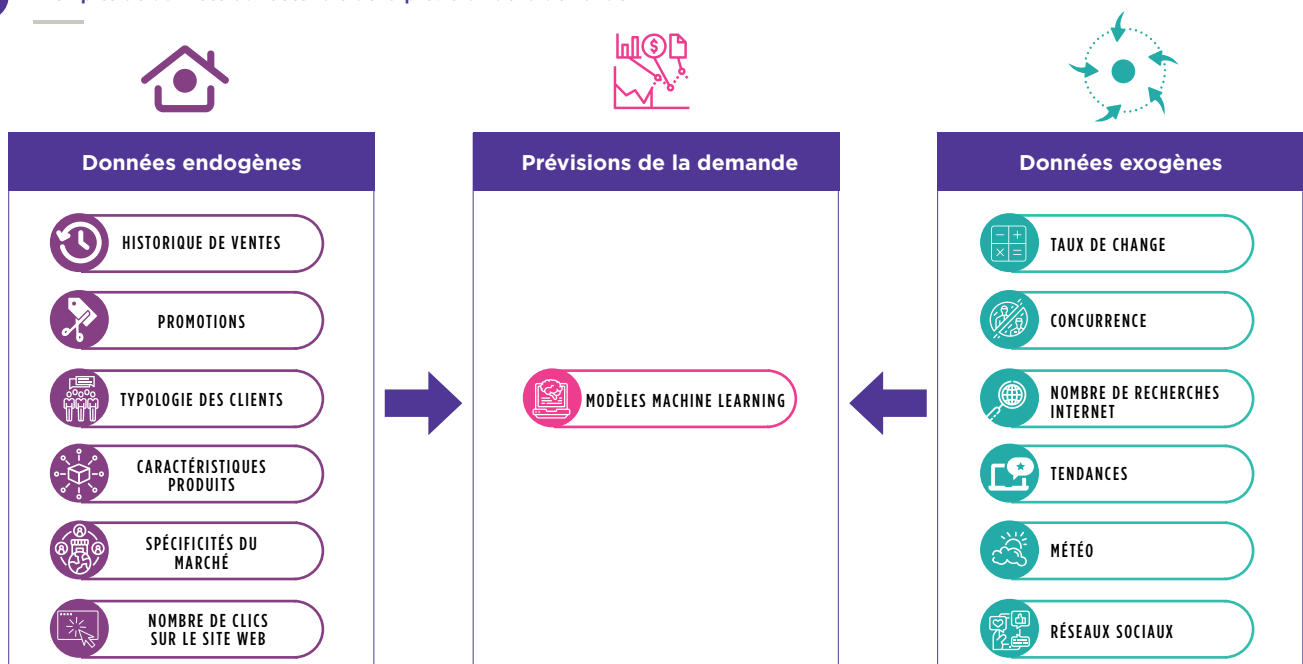 Données endogènes
HISTORIQUE DE VENTES
PROMOTIONS
TYPOLOGIE DES CLIENTS
CARACTÉRISTIQUES
PRODUITS
SPÉCIFICITÉS DU
MARCHÉ
NOMBRE DE CLICS
SUR LE SITE WEB
Prévisions de la demande
MODÈLES MACHINE LEARNING
Données exogènes
TAUX DE CHANGE
CONCURRENCE
NOMBRE DE RECHERCHES
INTERNET
TENDANCES
MÉTÉO
RÉSEAUX SOCIAUX